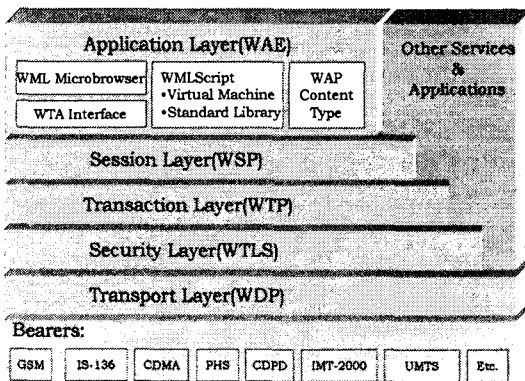 Application Layer(WAE)
Other Services
&
Applications
WML Microbrowser
WTA Interface
WMLScript
•Virtual Machine
•Standard Library
WAP
Content
Type
Session Layer(WSP)
Transaction Layer(WTP)
Security Layer(WTLS)
Transport Layer(WDP)
Bearers:
GSM IS-136 CDMA PHS CDPD IMT-2000 UMTS Etc.